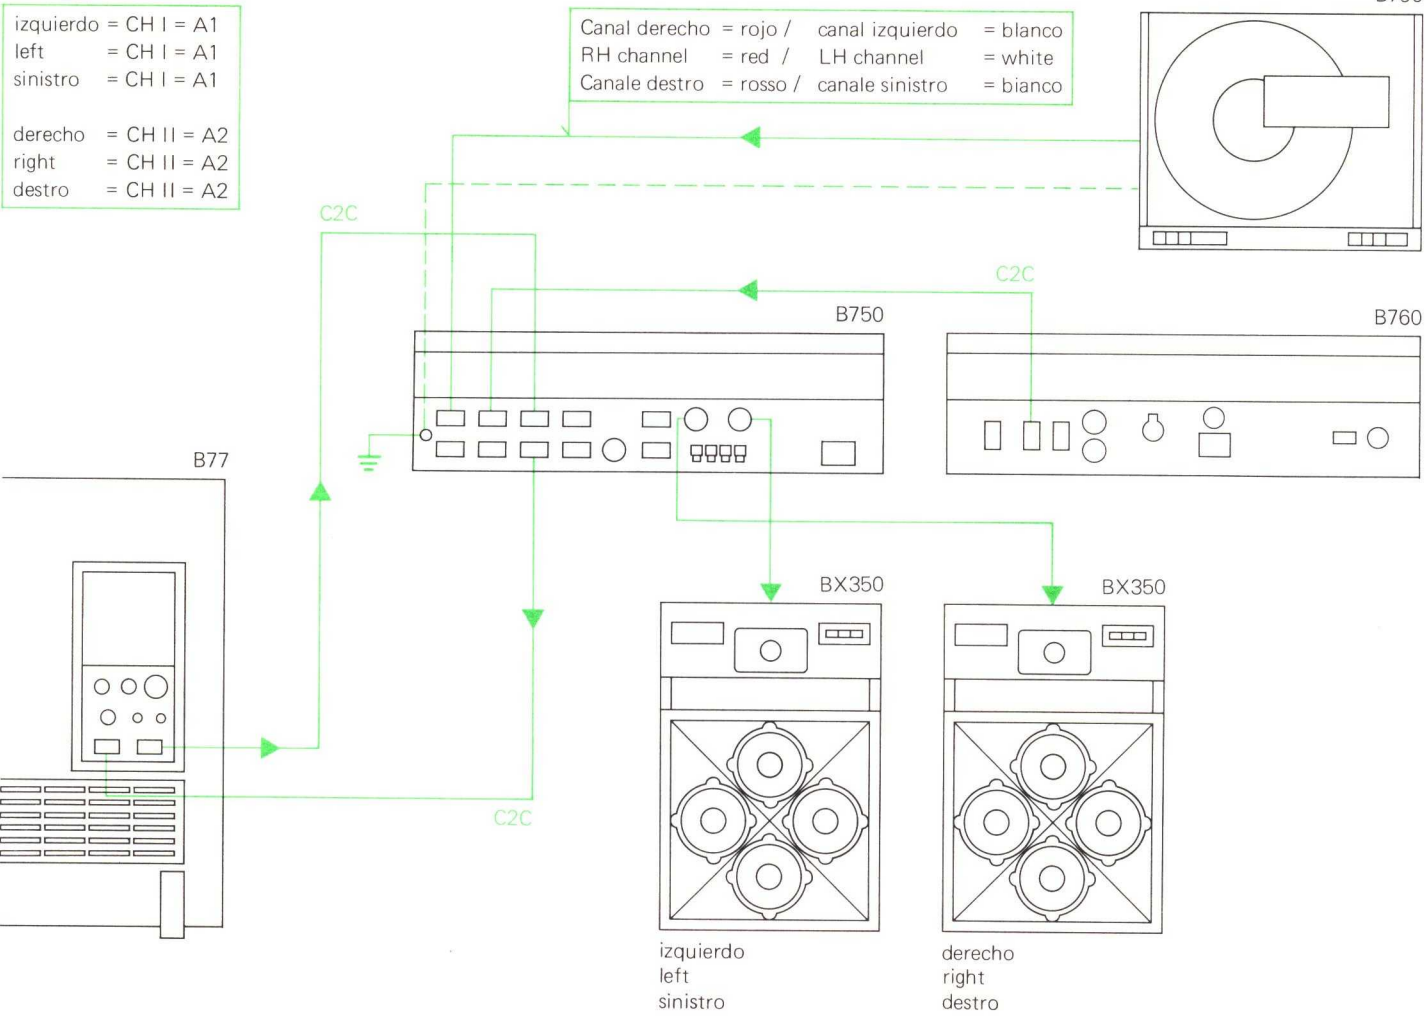 izquierdo = CH I = A1
left = CH I = A1
sinistro = CH I = A1
derecho = CH II = A2
right = CH II = A2
destro = CH II = A2
Canal derecho = rojo / canal izquierdo = blanco
RH channel = red / LH channel = white
Canale destro = rosso / canale sinistro = bianco
C2C
C2C
B750
B760
B77
BX350
BX350
C2C
izquierdo
left
sinistro
derecho
right
destro